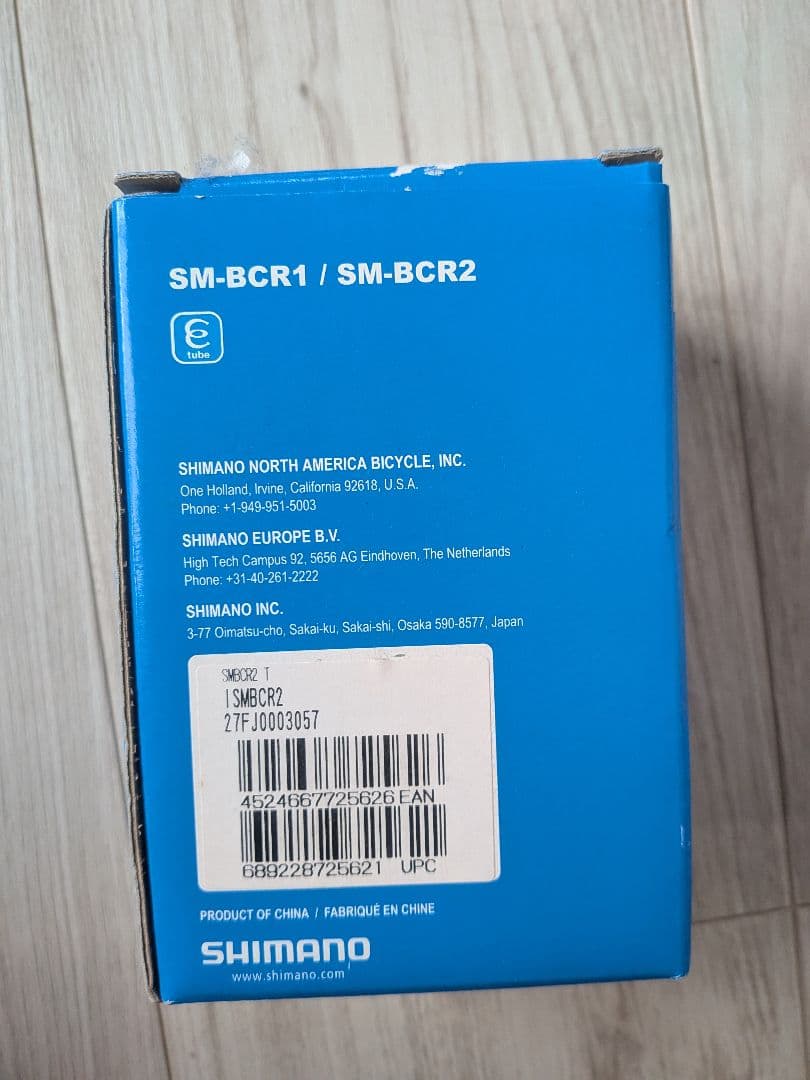 SM-BCR1 / SM-BCR2
tube
SHIMANO NORTH AMERICA BICYCLE, INC.
One Holland, Irvine, California 92618, U.S.A.
Phone: +1-949-951-5003
SHIMANO EUROPE B.V.
High Tech Campus 92, 5656 AG Eindhoven, The Netherlands
Phone: +31-40-261-2222
SHIMANO INC.
3-77 Oimatsu-cho, Sakai-ku, Sakai-shi, Osaka 590-8577, Japan
SMBCR2 T
ISMBCR2
27FJ0003057
4524667725626 EAN
689228725621 UPC
PRODUCT OF CHINA / FABRIQUÉ EN CHINE
SHIMANO
www.shimano.com